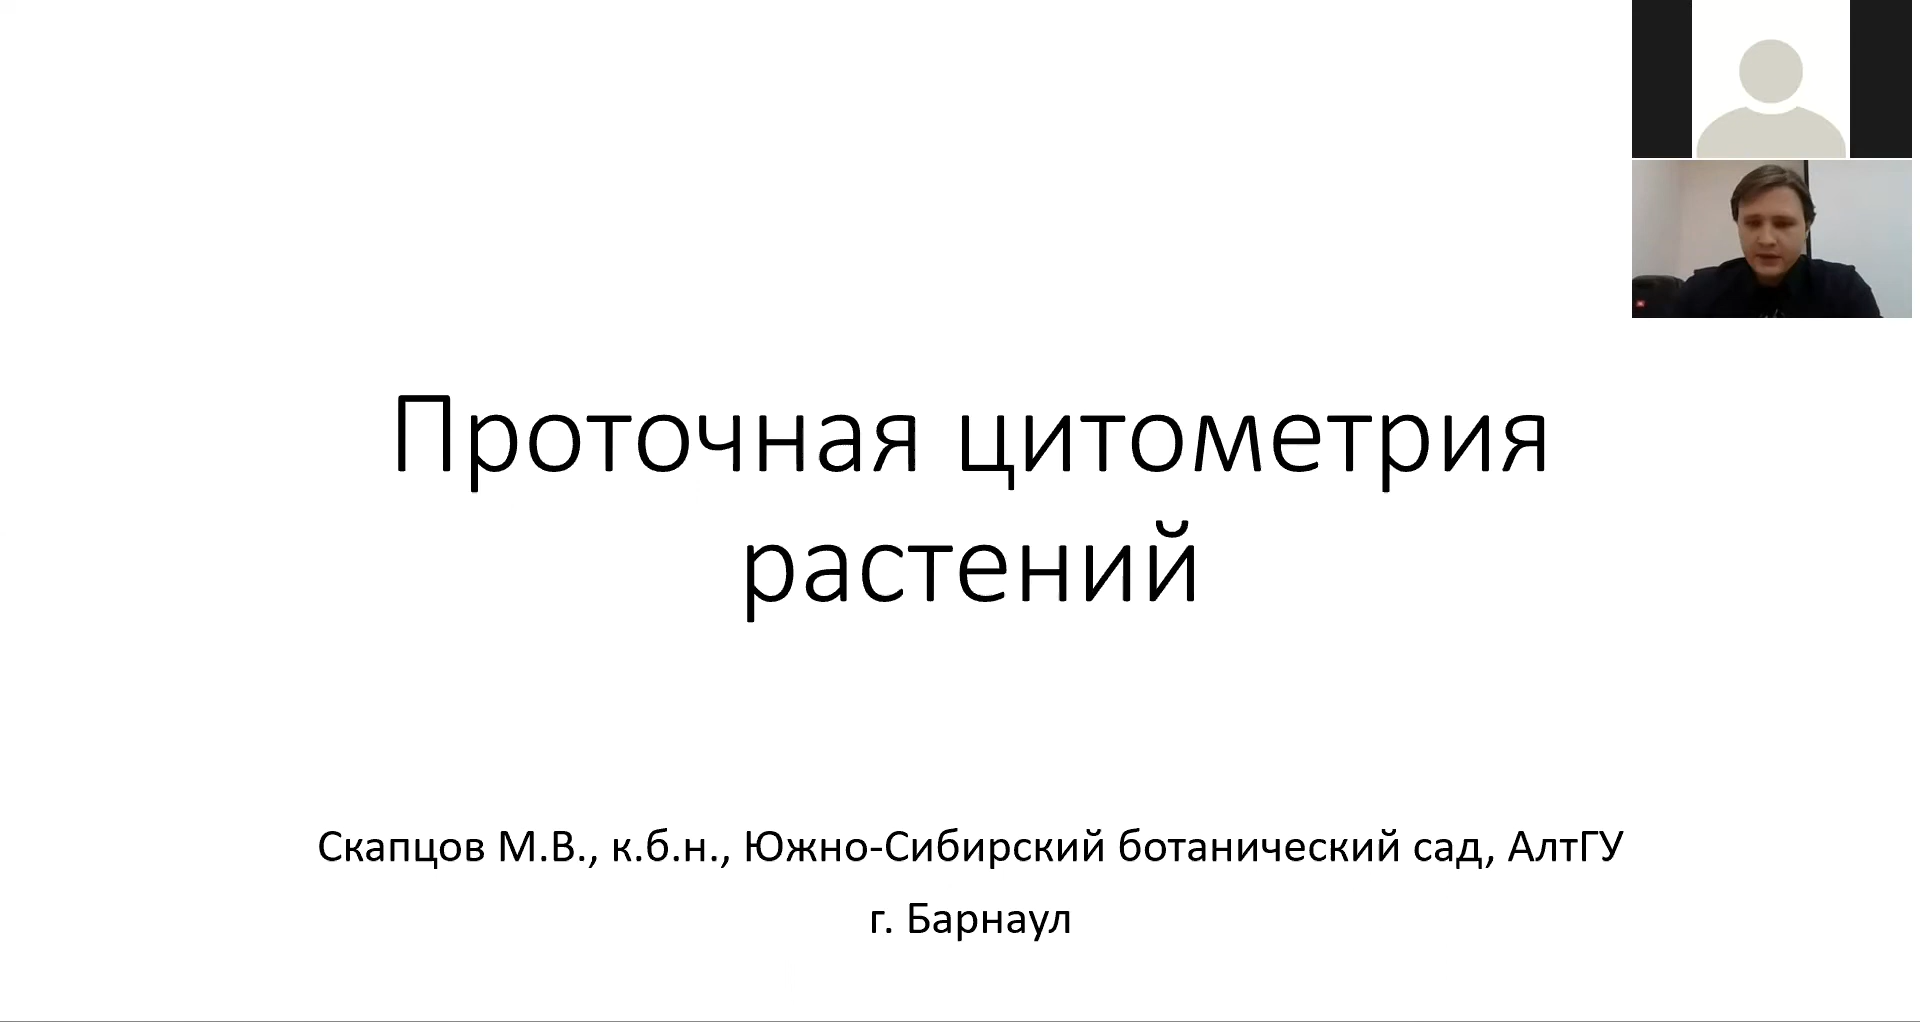 Проточная цитометрия
растений
Скапцов М.В., к.б.н., Южно-Сибирский ботанический сад, АлтГУ
г. Барнаул